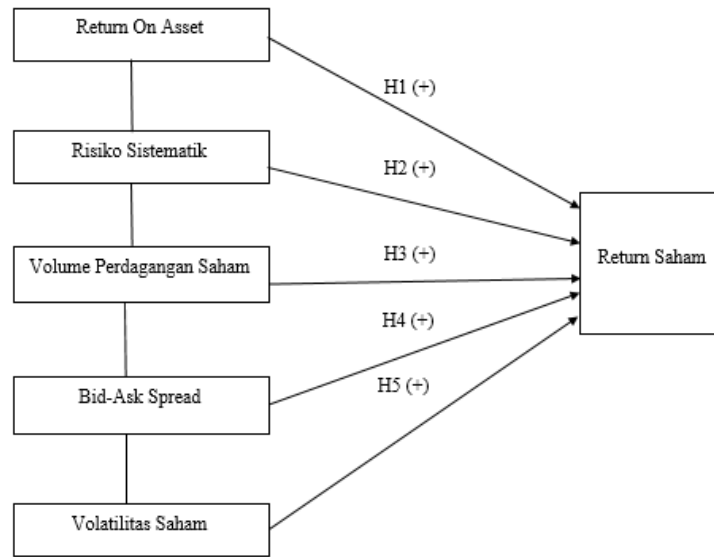 Return On Asset
H1 (+)
Risiko Sistematik
H2 (+)
Volume Perdagangan Saham
H3 (+)
Return Saham
H4 (+)
Bid-Ask Spread
H5 (+)
Volatilitas Saham